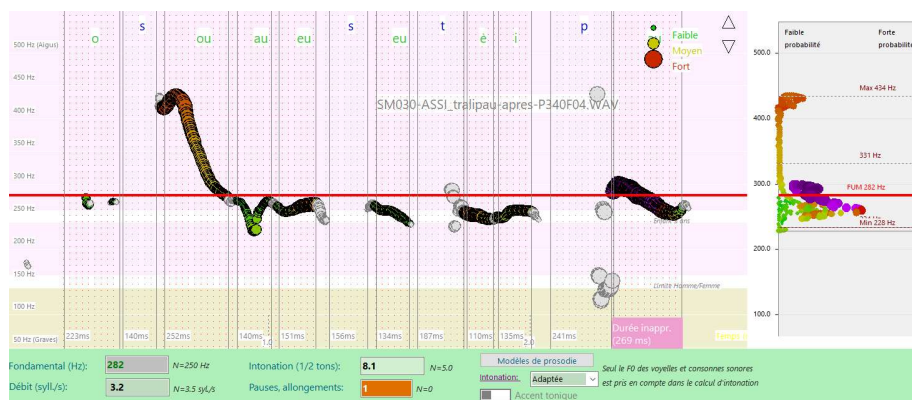 s s t p
o ou au eu eu è i
Faible
Moyen
Fort
500 Hz (Aigus)
450 Hz
400 Hz
350 Hz
300 Hz
250 Hz
200 Hz
150 Hz
100 Hz
50 Hz (Graves)
SM030-ASSI_tralipau-apres-P340F04.WAV
Limite Homme/Femme
223ms 140ms 252ms 140ms 151ms 156ms 134ms 187ms 110ms 135ms 241ms
1.0 2.0
Durée inappr.
(269 ms)
Faible probabilité
Forte probabilité
500.0
400.0
300.0
200.0
100.0
Max 434 Hz
331 Hz
FUM 282 Hz
Min 228 Hz
Fondamental (Hz): 282 N=250 Hz Intonation (1/2 tons): 8.1 N=5.0 Modèles de prosodie
Débit (syll./s): 3.2 N=3.5 syl/s Pauses, allongements: 1 N=0 Intonation: Adaptée
Seul le F0 des voyelles et consonnes sonores
est pris en compte dans le calcul d'intonation
Accent tonique